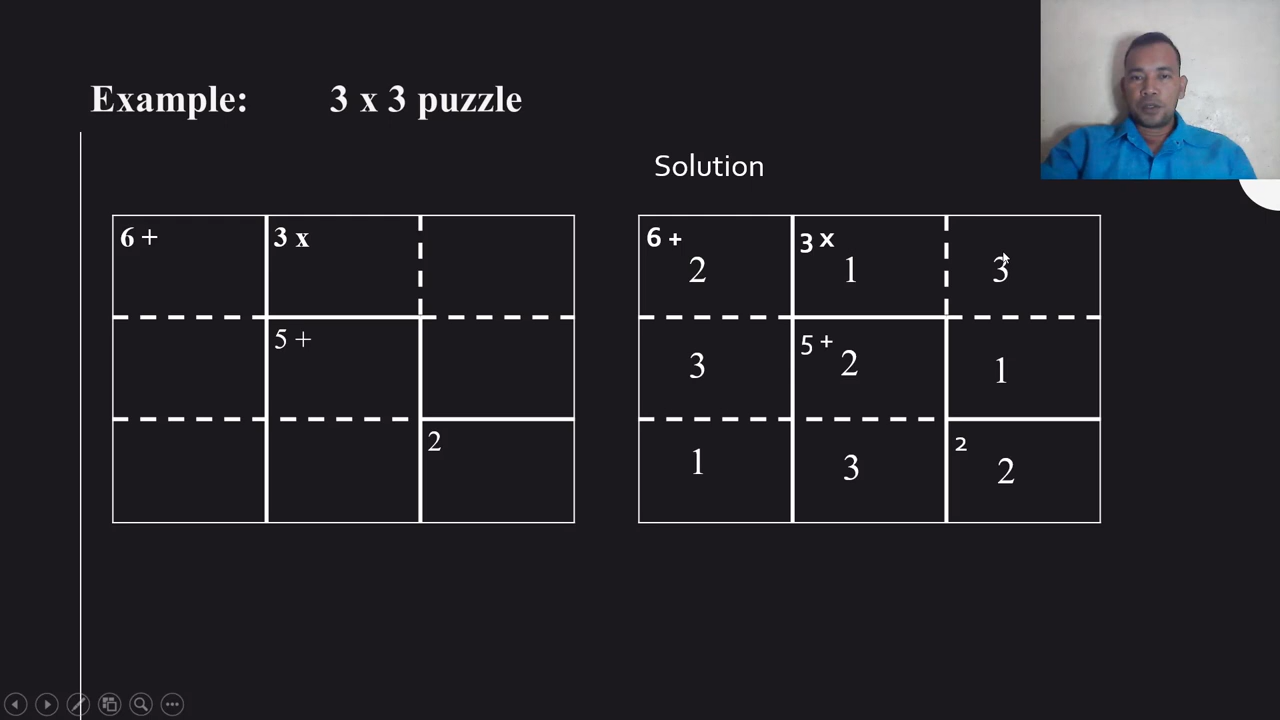 Example: 3 x 3 puzzle
Solution
6 + 3 x
5 +
2
6 + 3 x
2 1 3
5 +
3 2 1
2
1 3 2